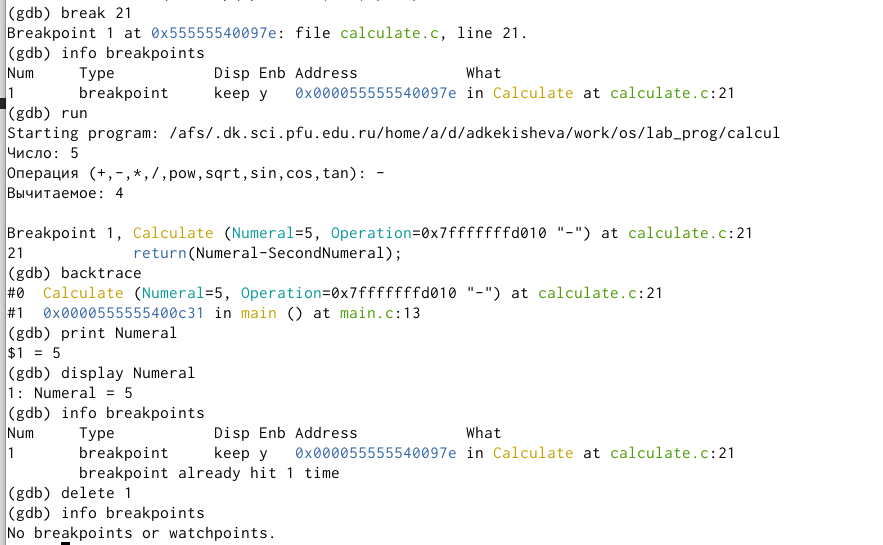 (gdb) break 21
Breakpoint 1 at 0x55555540097e: file calculate.c, line 21.
(gdb) info breakpoints
Num     Type           Disp Enb Address            What
1       breakpoint     keep y   0x000055555540097e in Calculate at calculate.c:21
(gdb) run
Starting program: /afs/.dk.sci.pfu.edu.ru/home/a/d/adkekisheva/work/os/lab_prog/calcul
Число: 5
Операция (+,-,*,/,pow,sqrt,sin,cos,tan): -
Вычитаемое: 4
Breakpoint 1, Calculate (Numeral=5, Operation=0x7fffffffd010 "-") at calculate.c:21
21            return(Numeral-SecondNumeral);
(gdb) backtrace
#0  Calculate (Numeral=5, Operation=0x7fffffffd010 "-") at calculate.c:21
#1  0x0000555555400c31 in main () at main.c:13
(gdb) print Numeral
$1 = 5
(gdb) display Numeral
1: Numeral = 5
(gdb) info breakpoints
Num     Type           Disp Enb Address            What
1       breakpoint     keep y   0x000055555540097e in Calculate at calculate.c:21
        breakpoint already hit 1 time
(gdb) delete 1
(gdb) info breakpoints
No breakpoints or watchpoints.